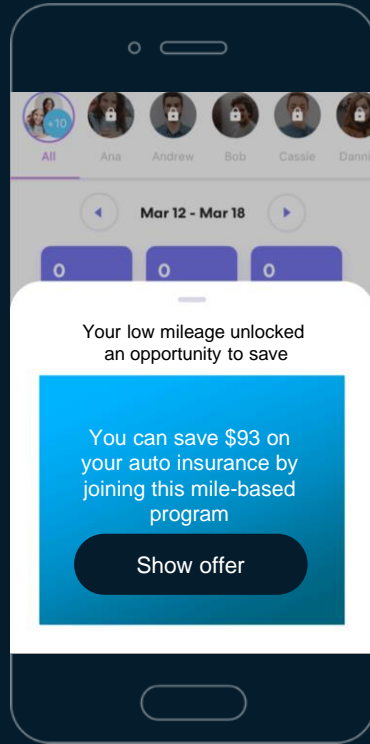 +10
All Ana Andrew Bob Cassie Danni
Mar 12 - Mar 18
0 0 0
Your low mileage unlocked
an opportunity to save
You can save $93 on
your auto insurance by
joining this mile-based
program
Show offer